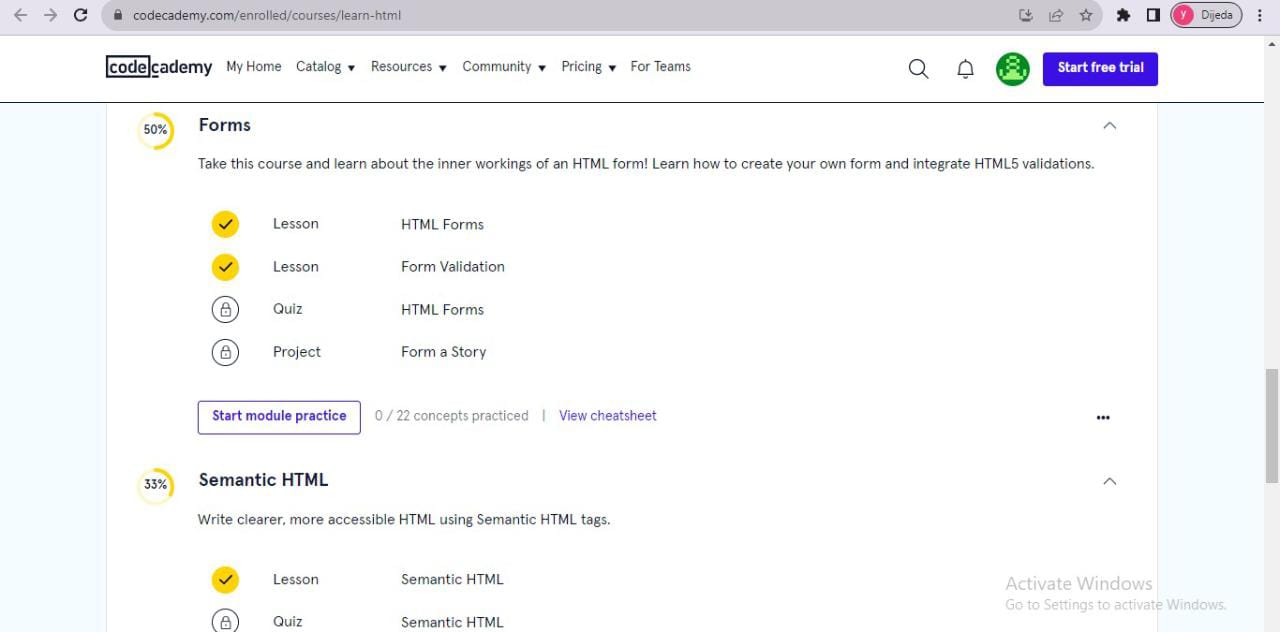 codecademy.com/enrolled/courses/learn-html
y Dijeda
codecademy My Home Catalog Resources Community Pricing For Teams Start free trial
50% Forms
Take this course and learn about the inner workings of an HTML form! Learn how to create your own form and integrate HTML5 validations.
Lesson HTML Forms
Lesson Form Validation
Quiz HTML Forms
Project Form a Story
Start module practice 0 / 22 concepts practiced | View cheatsheet
33% Semantic HTML
Write clearer, more accessible HTML using Semantic HTML tags.
Lesson Semantic HTML
Quiz Semantic HTML
Activate Windows
Go to Settings to activate Windows.